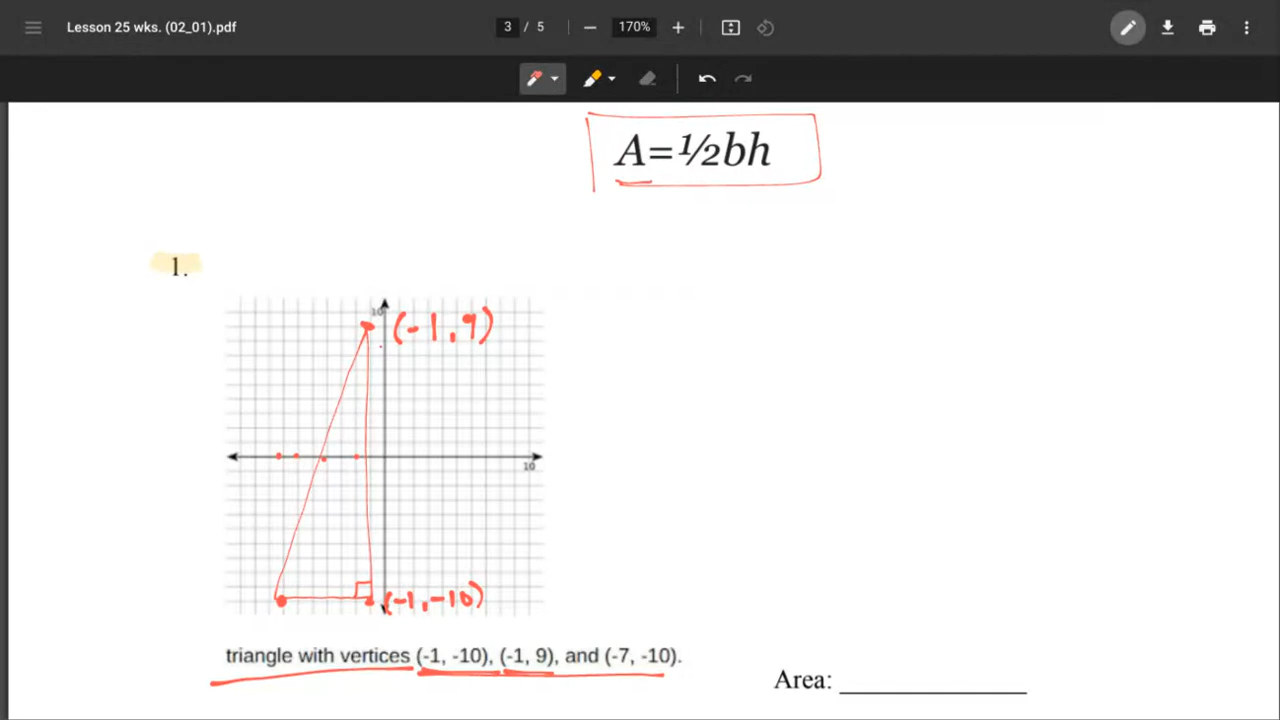 Lesson 25 wks. (02_01).pdf 3 / 5 170%
A=½bh
1.
10
(-1,9)
10
(-1,-10)
triangle with vertices (-1, -10), (-1, 9), and (-7, -10).
Area: